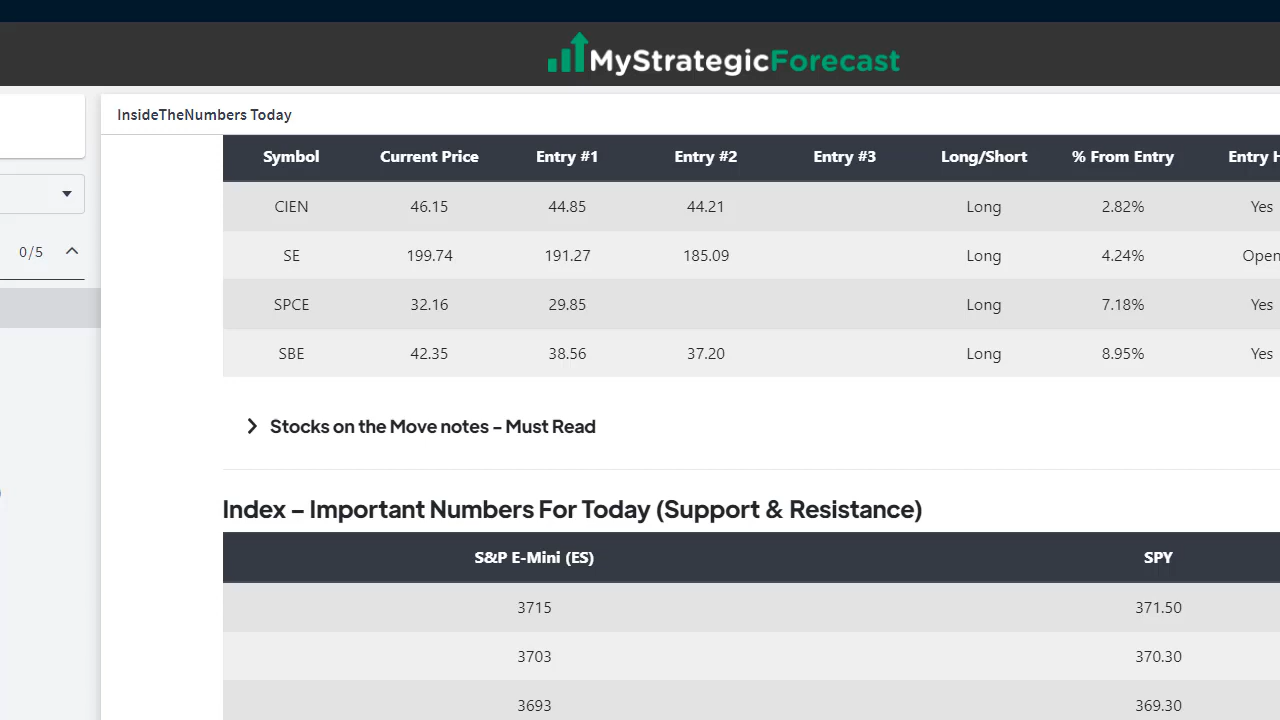 MyStrategicForecast
InsideTheNumbers Today
Symbol Current Price Entry #1 Entry #2 Entry #3 Long/Short % From Entry Entry H
CIEN 46.15 44.85 44.21 Long 2.82% Yes
0/5
SE 199.74 191.27 185.09 Long 4.24% Open
SPCE 32.16 29.85 Long 7.18% Yes
SBE 42.35 38.56 37.20 Long 8.95% Yes
Stocks on the Move notes – Must Read
Index – Important Numbers For Today (Support & Resistance)
S&P E-Mini (ES) SPY
3715 371.50
3703 370.30
3693 369.30